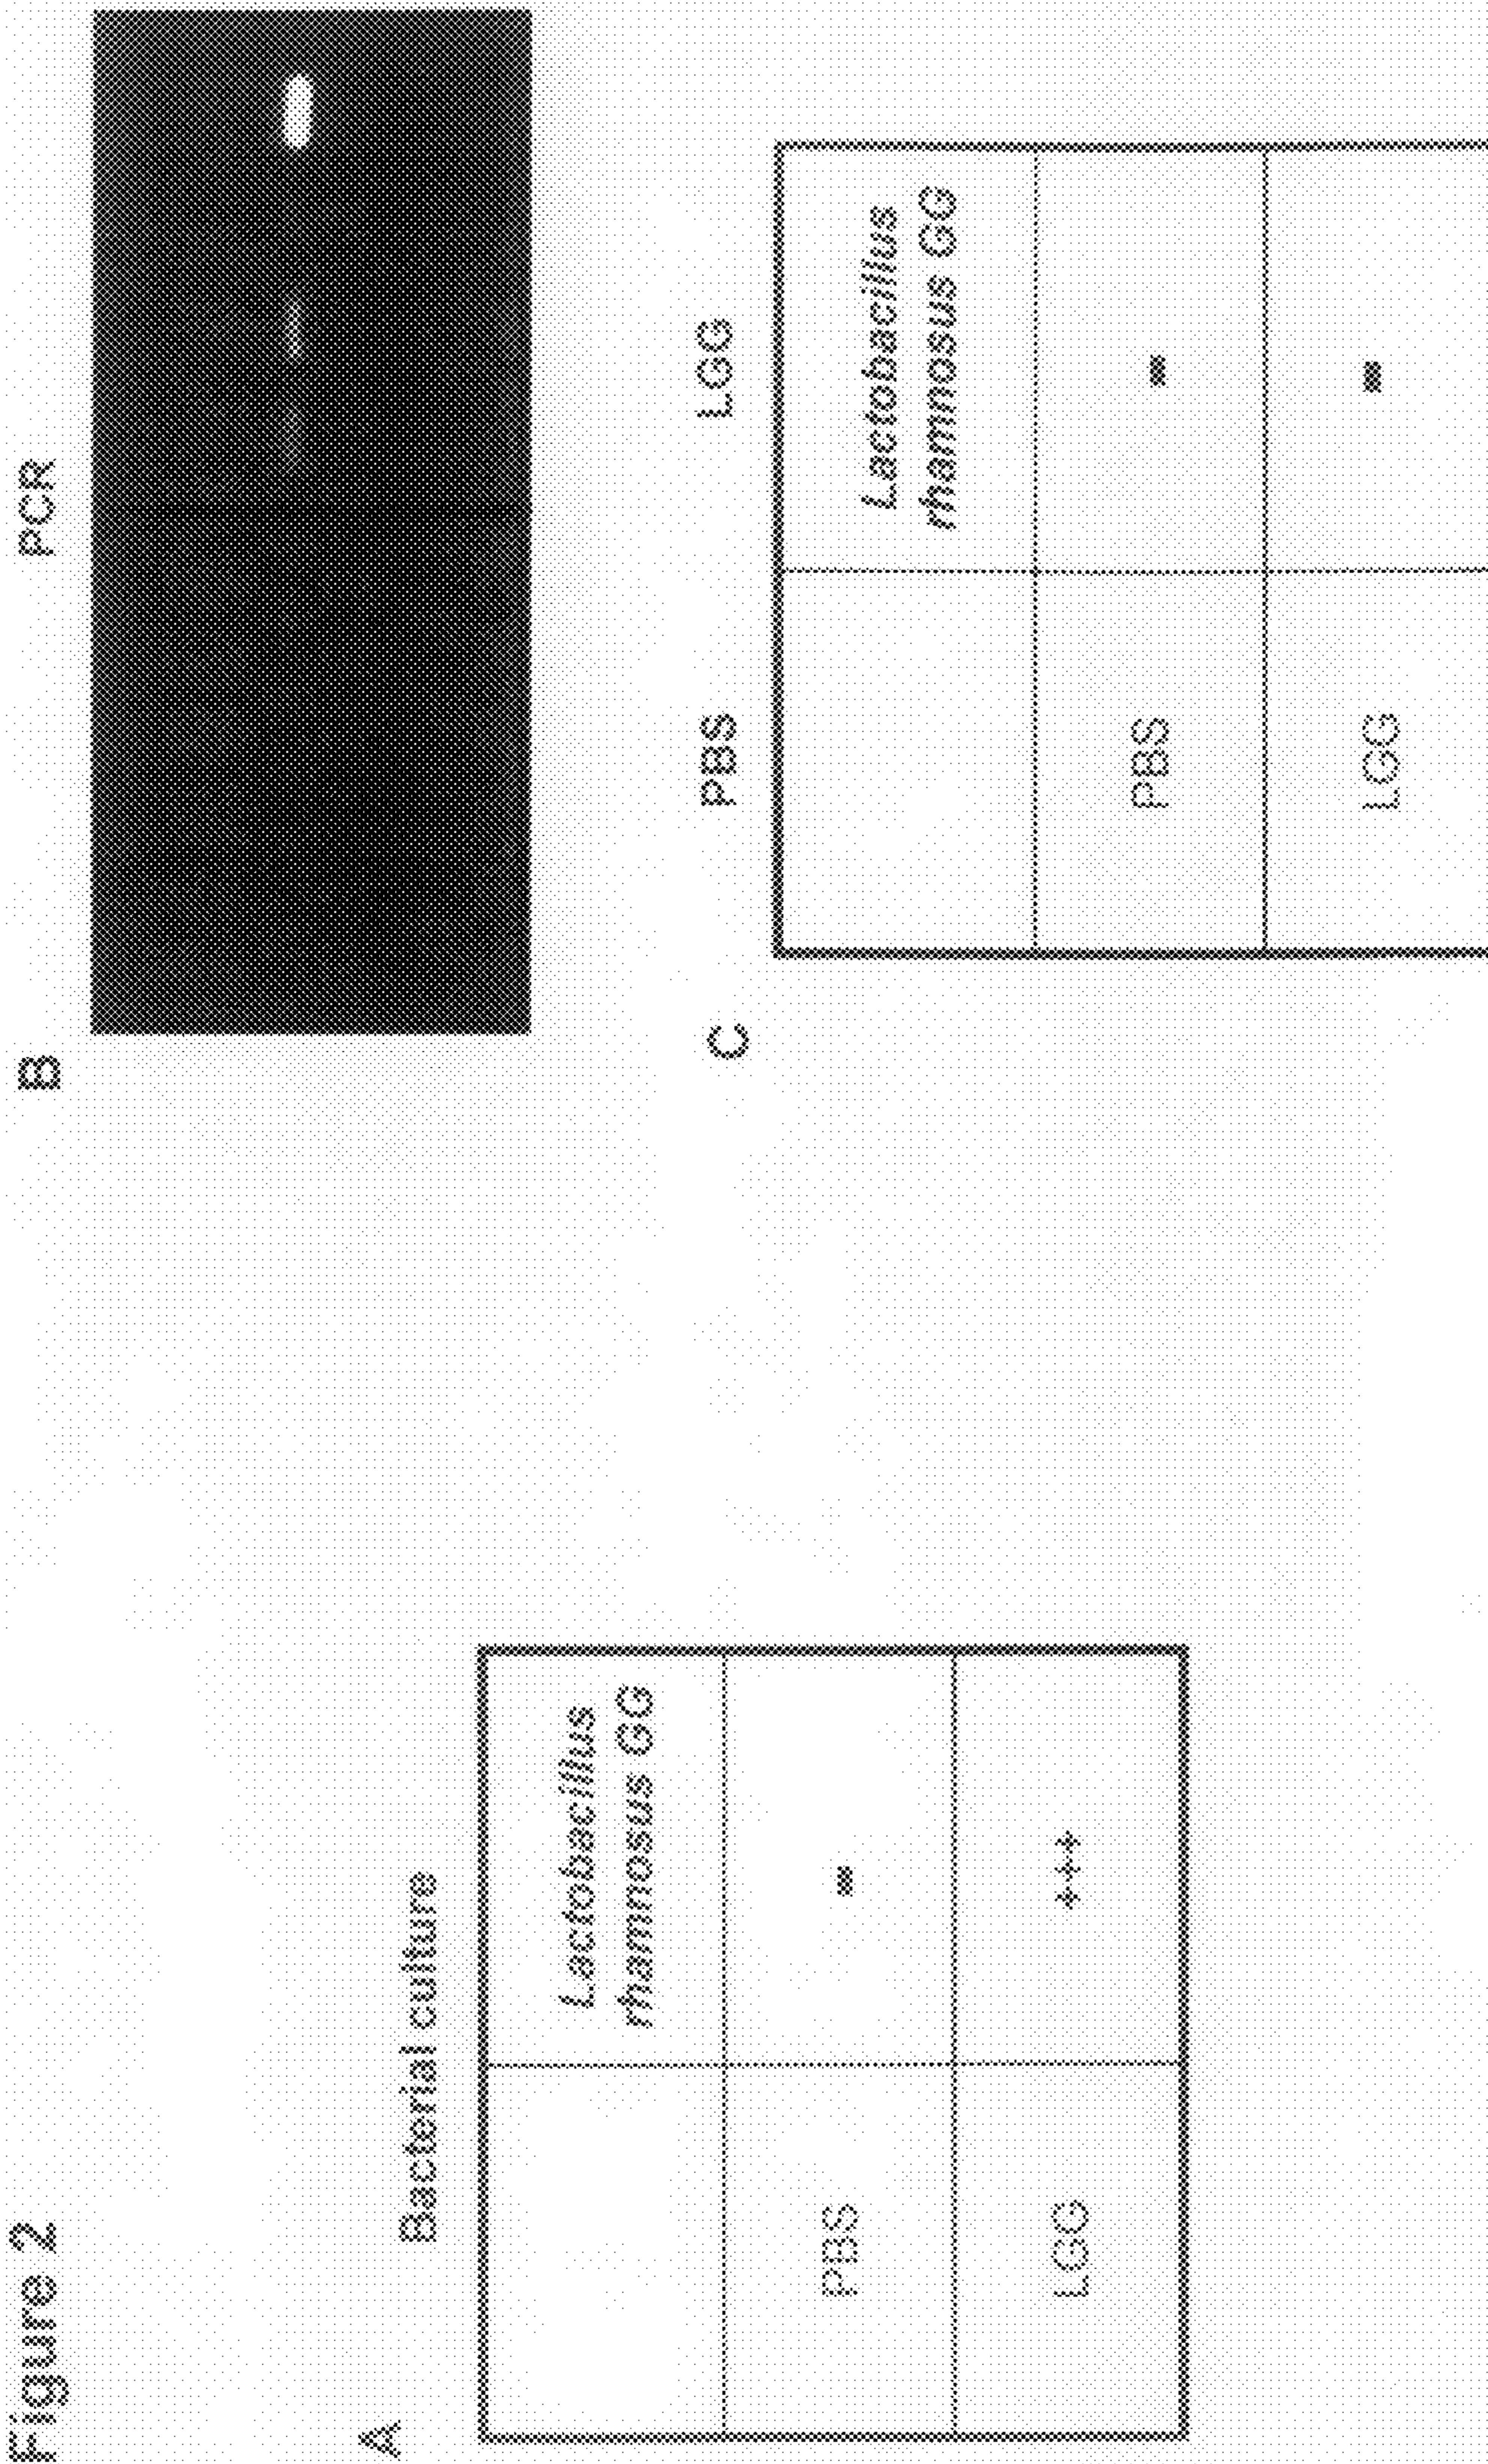 Figure 2
A
Bacterial culture
Lactobacillus
rhamnosus GG
PBS
-
LGG
+++
B
PCR
PBS
LGG
C
Lactobacillus
rhamnosus GG
PBS
-
LGG
-